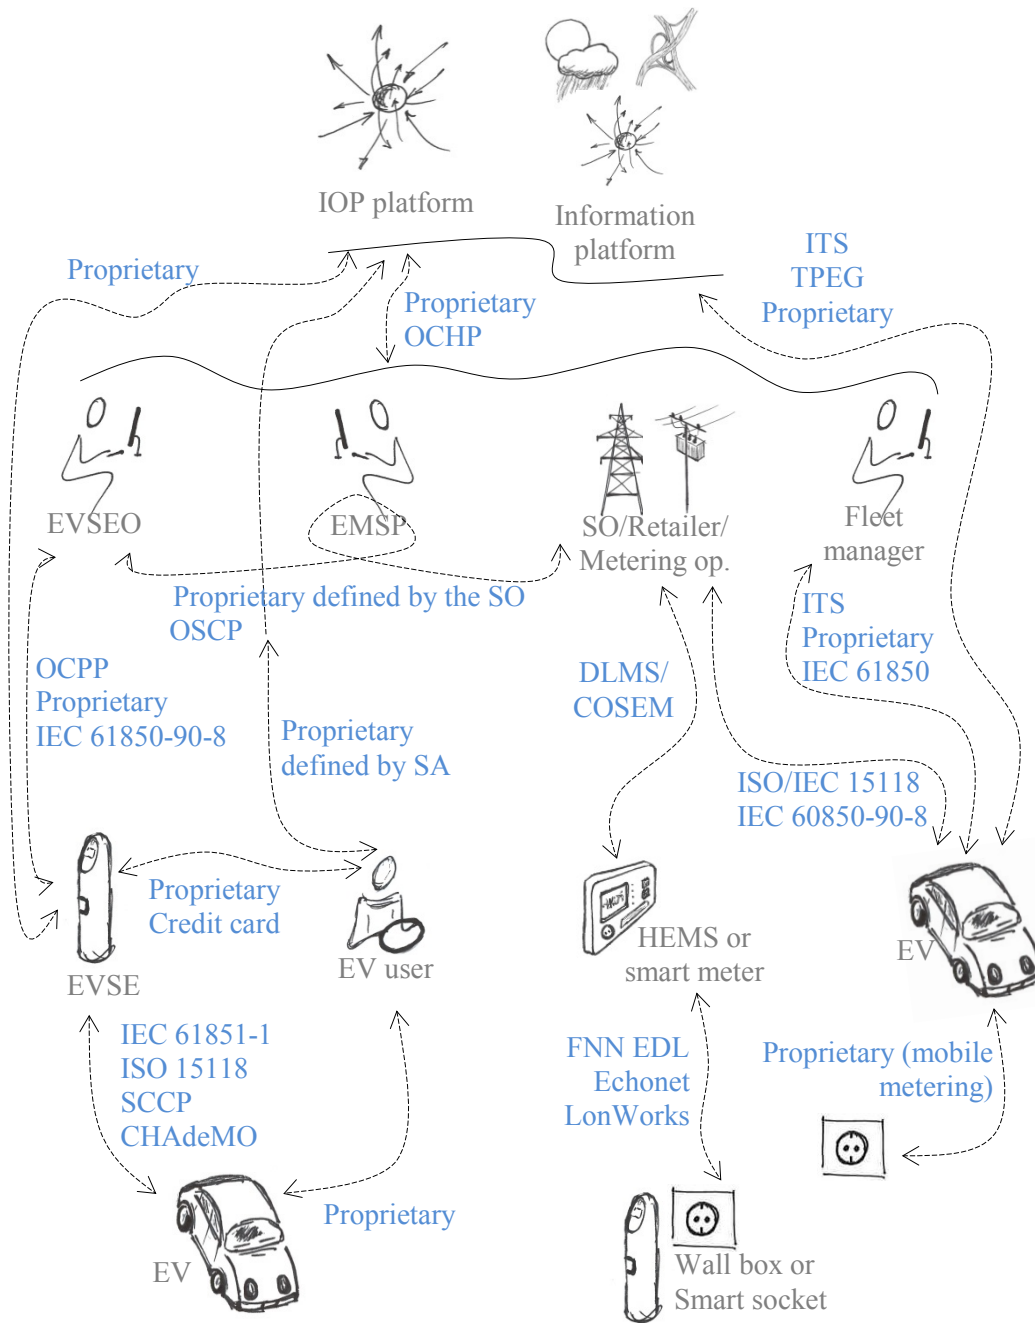 IOP platform
Information
platform
ITS
TPEG
Proprietary
Proprietary
Proprietary
OCHP
EVSEO
EMSP
SO/Retailer/
Metering op.
Fleet
manager
Proprietary defined by the SO
OSCP
ITS
Proprietary
IEC 61850
OCPP
Proprietary
IEC 61850-90-8
DLMS/
COSEM
Proprietary
defined by SA
ISO/IEC 15118
IEC 60850-90-8
Proprietary
Credit card
EVSE
EV user
HEMS or
smart meter
EV
IEC 61851-1
ISO 15118
SCCP
CHAdeMO
FNN EDL
Echonet
LonWorks
Proprietary (mobile
metering)
Proprietary
EV
Wall box or
Smart socket